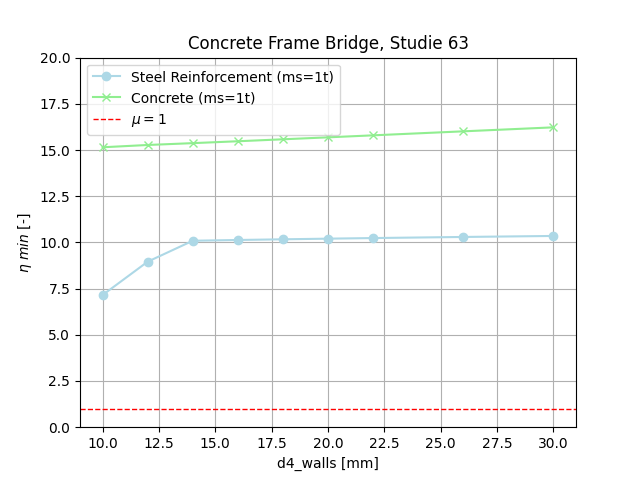 Concrete Frame Bridge, Studie 63
Steel Reinforcement (ms=1t)
Concrete (ms=1t)
μ = 1
20.0
17.5
15.0
12.5
10.0
7.5
5.0
2.5
0.0
η min [-]
10.0 12.5 15.0 17.5 20.0 22.5 25.0 27.5 30.0
d4_walls [mm]